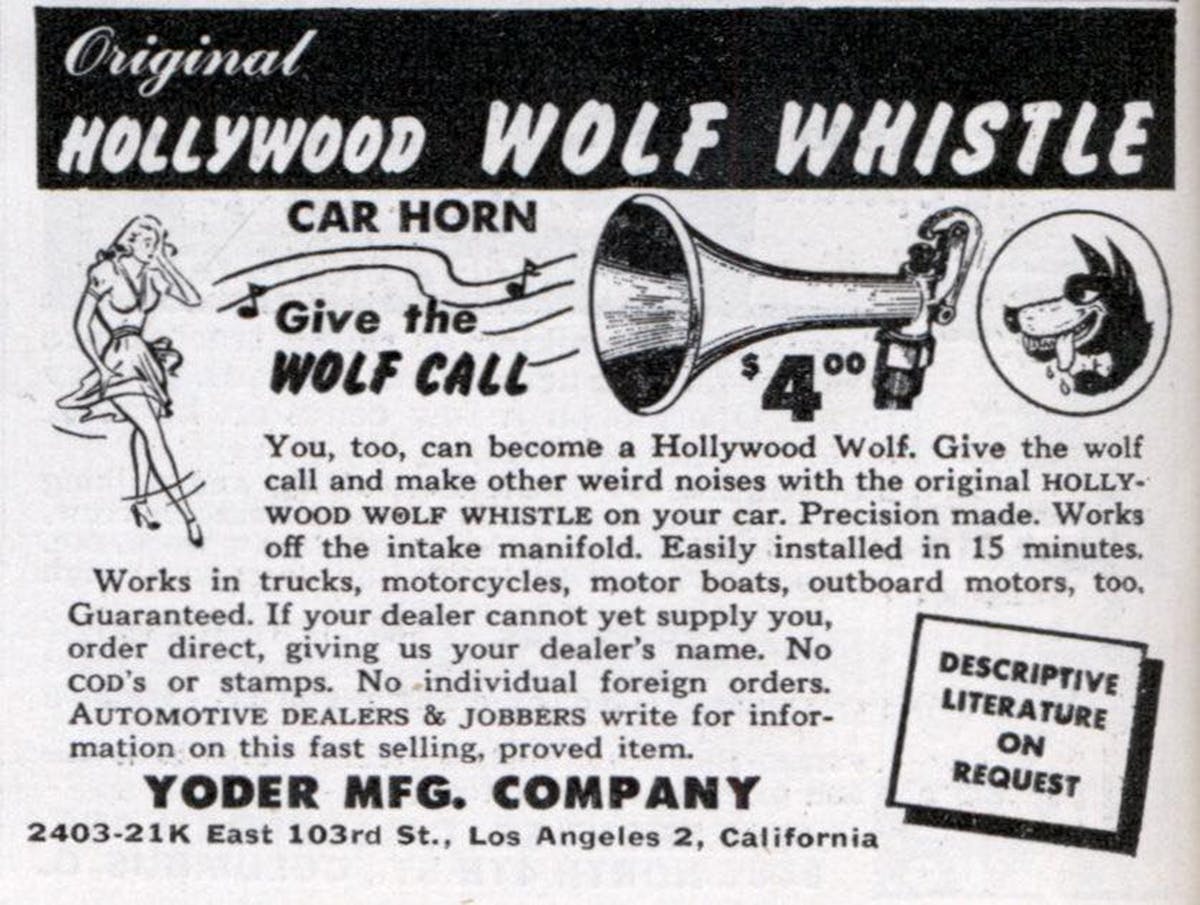 Original
HOLLYWOOD WOLF WHISTLE
CAR HORN
Give the
WOLF CALL
$4.00
You, too, can become a Hollywood Wolf. Give the wolf
call and make other weird noises with the original HOLLY-
WOOD WOLF WHISTLE on your car. Precision made. Works
off the intake manifold. Easily installed in 15 minutes.
Works in trucks, motorcycles, motor boats, outboard motors, too.
Guaranteed. If your dealer cannot yet supply you,
order direct, giving us your dealer's name. No
COD's or stamps. No individual foreign orders.
AUTOMOTIVE DEALERS & JOBBERS write for infor-
mation on this fast selling, proved item.
DESCRIPTIVE
LITERATURE
ON
REQUEST
YODER MFG. COMPANY
2403-21K East 103rd St., Los Angeles 2, California